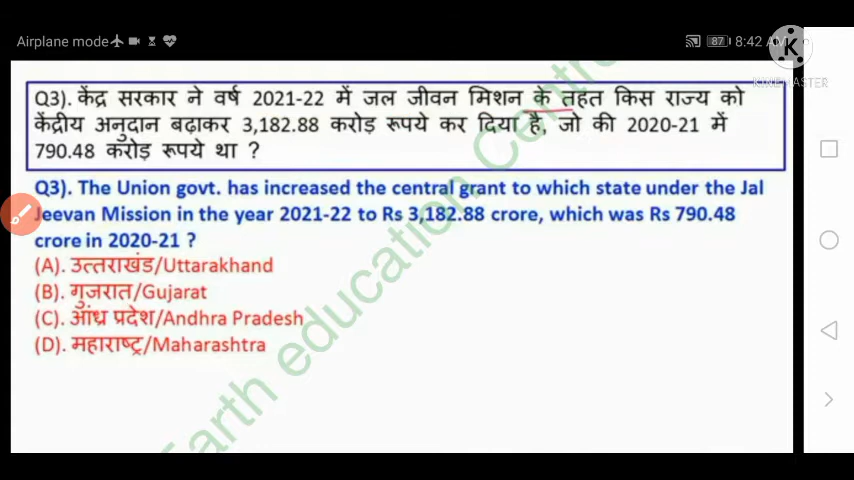 Airplane mode 87 8:42 AM
K
KINEMASTER
Q3). केंद्र सरकार ने वर्ष 2021-22 में जल जीवन मिशन के तहत किस राज्य को
केंद्रीय अनुदान बढ़ाकर 3,182.88 करोड़ रूपये कर दिया है, जो की 2020-21 में
790.48 करोड़ रूपये था ?
Q3). The Union govt. has increased the central grant to which state under the Jal
Jeevan Mission in the year 2021-22 to Rs 3,182.88 crore, which was Rs 790.48
crore in 2020-21 ?
(A). उत्तराखंड/Uttarakhand
(B). गुजरात/Gujarat
(C). आंध्र प्रदेश/Andhra Pradesh
(D). महाराष्ट्र/Maharashtra
Earth education Centre